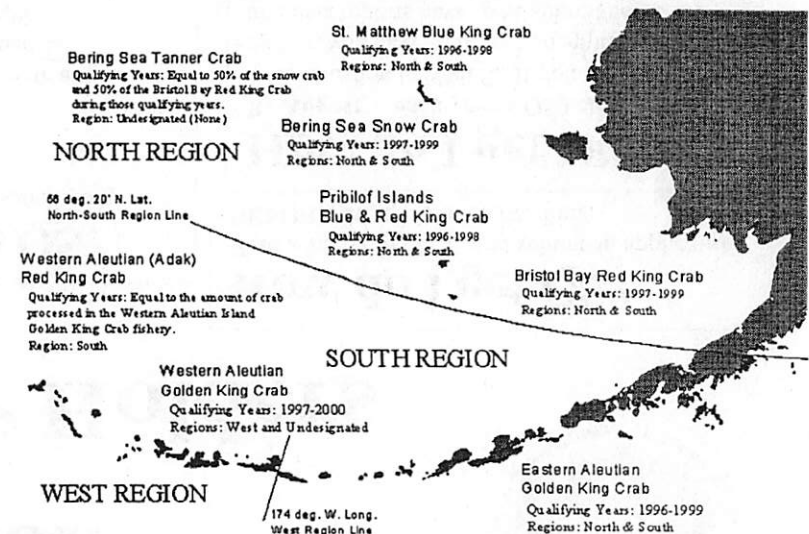 St. Matthew Blue King Crab
Qualifying Years: 1996-1998
Regions: North & South
Bering Sea Tanner Crab
Qualifying Years: Equal to 50% of the snow crab
and 50% of the Bristol Bay Red King Crab
during those qualifying years.
Region: Undesignated (None)
Bering Sea Snow Crab
Qualifying Years: 1997-1999
Regions: North & South
NORTH REGION
56 deg. 20' N. Lat.
North-South Region Line
Pribilof Islands
Blue & Red King Crab
Qualifying Years: 1996-1998
Regions: North & South
Western Aleutian (Adak)
Red King Crab
Qualifying Years: Equal to the amount of crab
processed in the Western Aleutian Island
Golden King Crab fishery.
Region: South
Bristol Bay Red King Crab
Qualifying Years: 1997-1999
Regions: North & South
SOUTH REGION
Western Aleutian
Golden King Crab
Qualifying Years: 1997-2000
Regions: West and Undesignated
WEST REGION
174 deg. W. Long.
West Region Line
Eastern Aleutian
Golden King Crab
Qualifying Years: 1996-1999
Regions: North & South